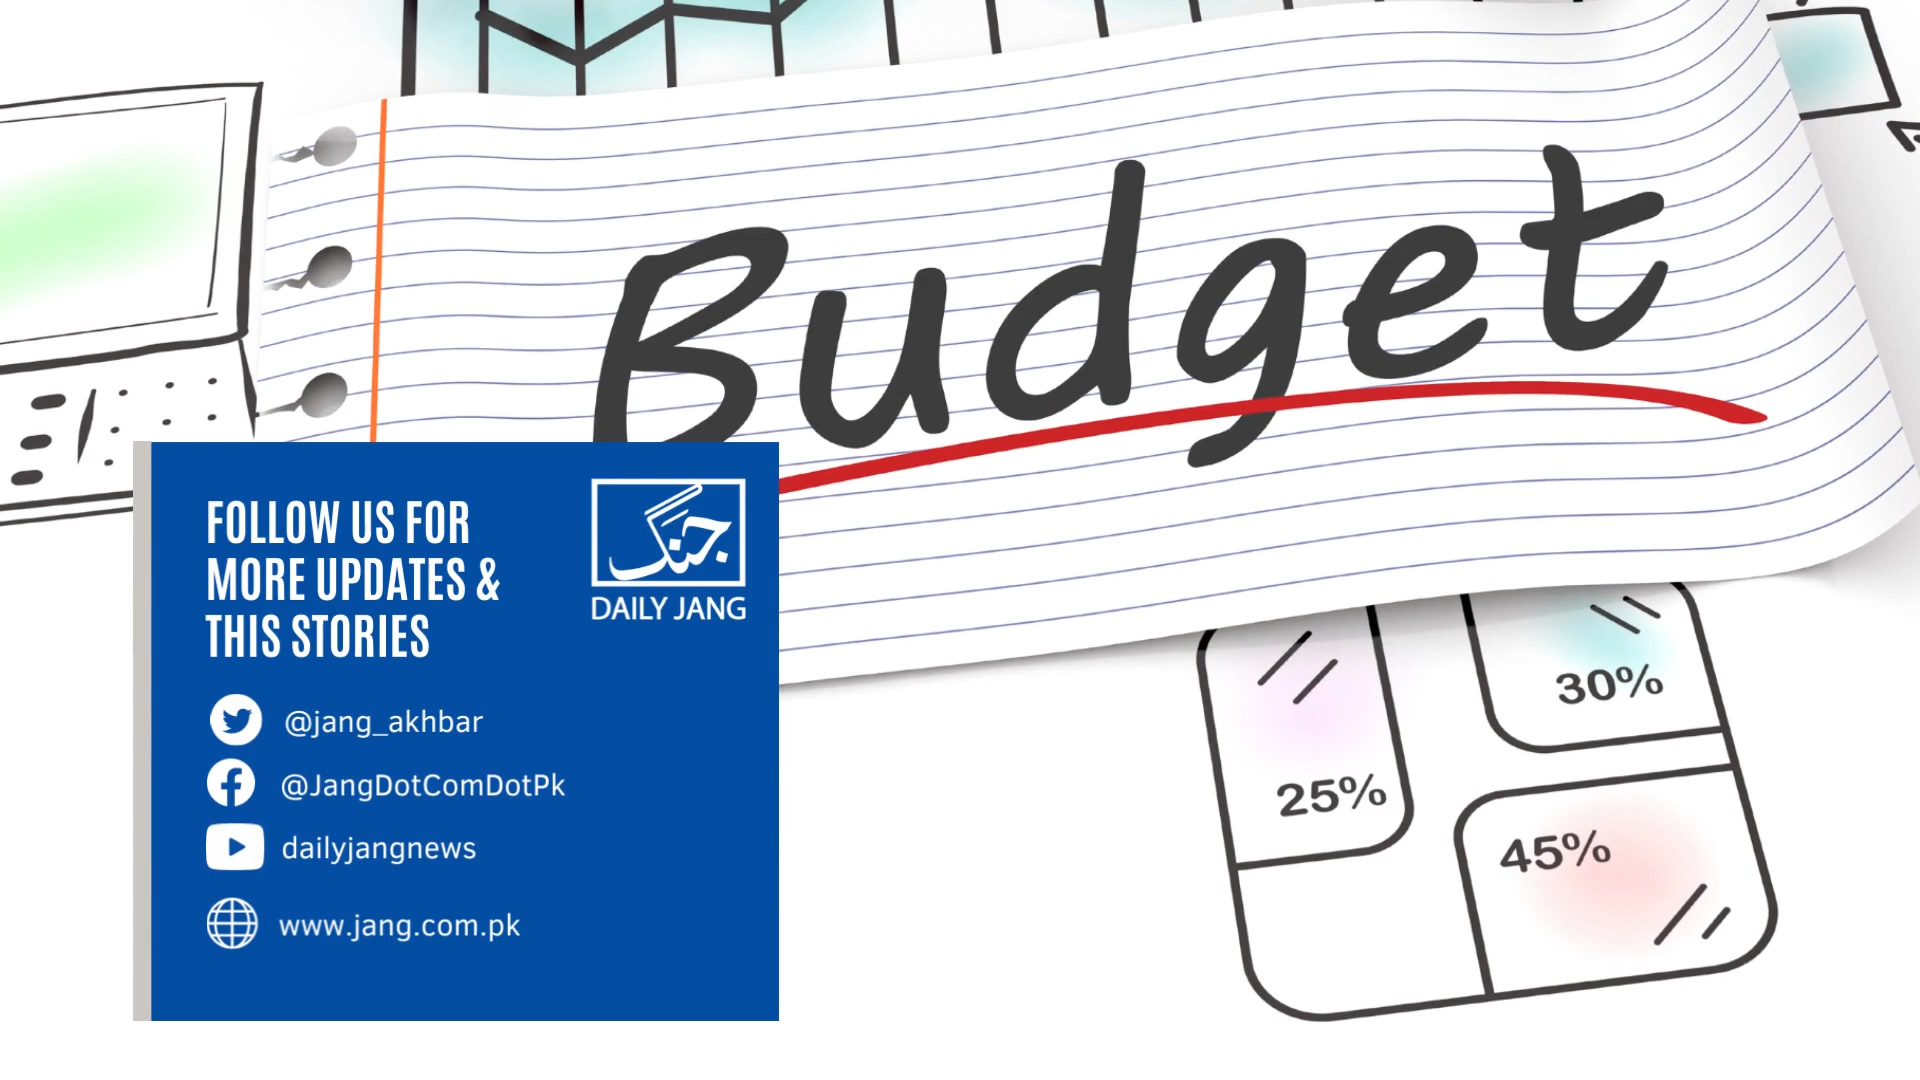 Budget
FOLLOW US FOR
MORE UPDATES &
THIS STORIES
جنگ
DAILY JANG
@jang_akhbar
@JangDotComDotPk
dailyjangnews
www.jang.com.pk
30%
25%
45%